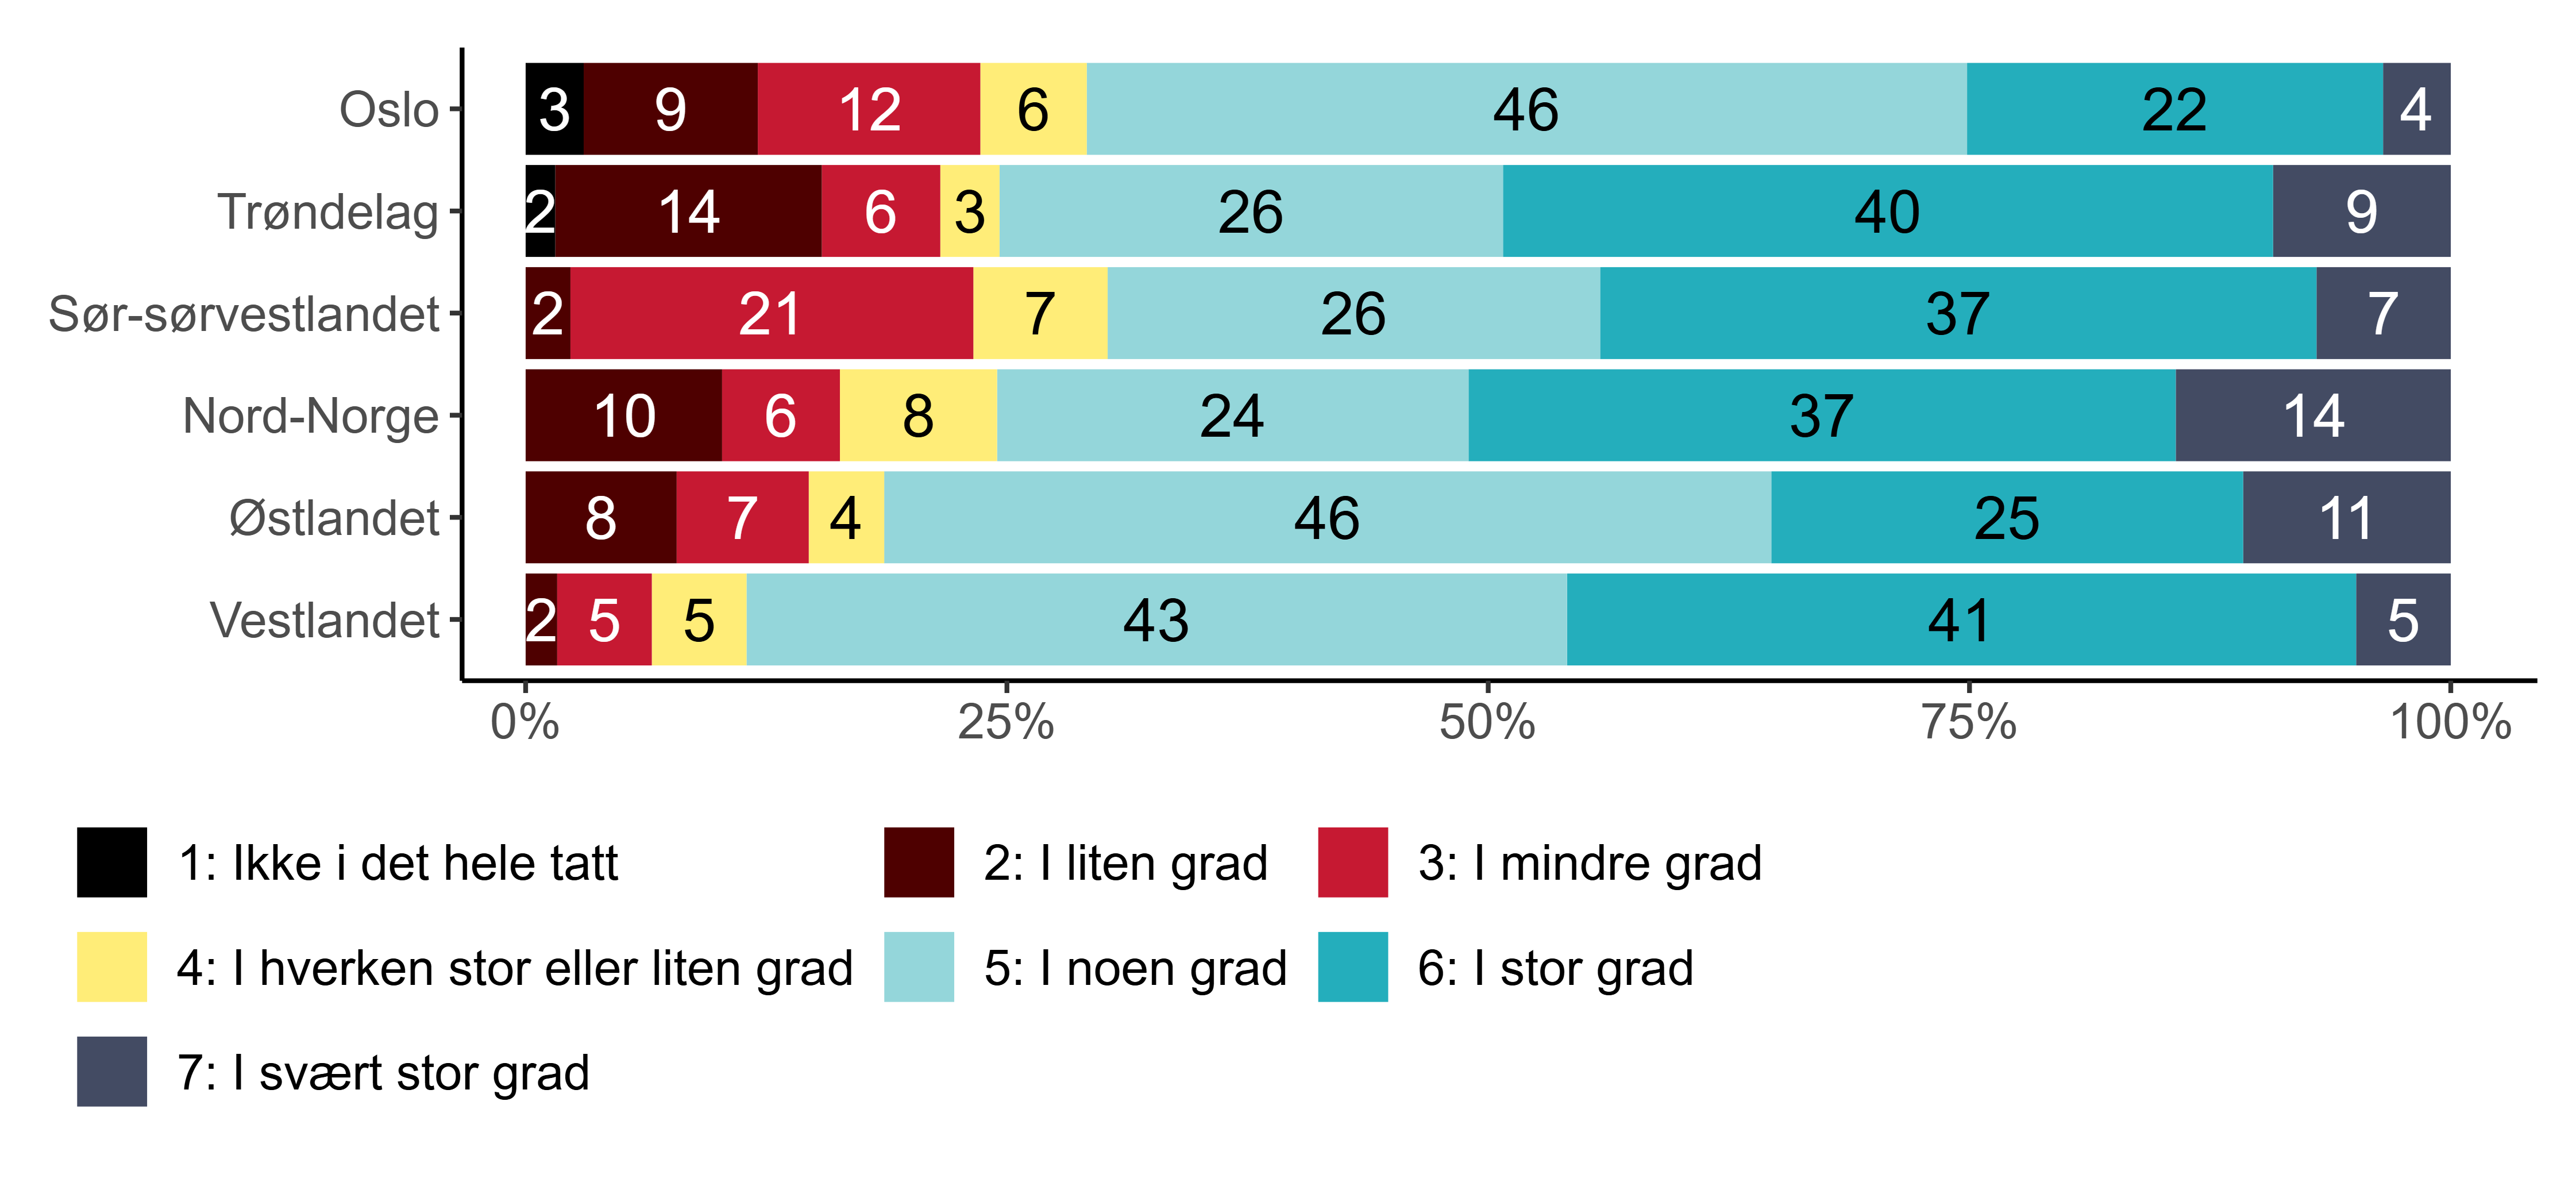 Oslo 3 9 12 6 46 22 4
Trøndelag 2 14 6 3 26 40 9
Sør-sørvestlandet 2 21 7 26 37 7
Nord-Norge 10 6 8 24 37 14
Østlandet 8 7 4 46 25 11
Vestlandet 2 5 5 43 41 5
0% 25% 50% 75% 100%
1: Ikke i det hele tatt 2: I liten grad 3: I mindre grad
4: I hverken stor eller liten grad 5: I noen grad 6: I stor grad
7: I svært stor grad